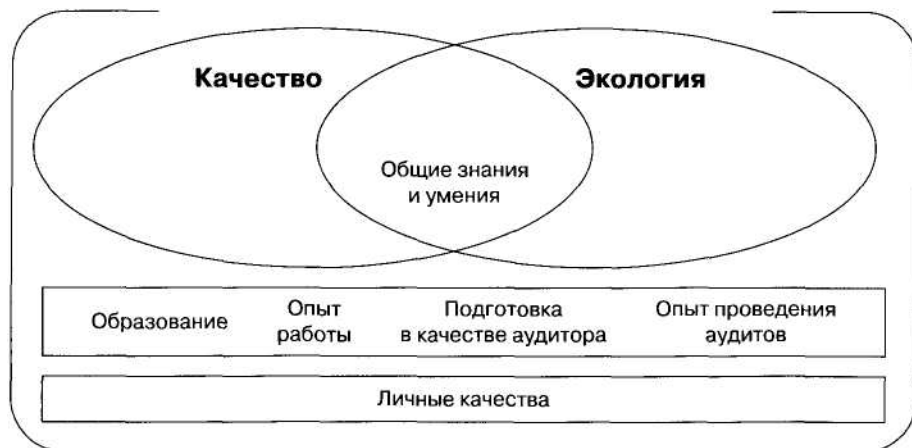 Качество
Экология
Общие знания
и умения
Образование
Опыт
работы
Подготовка
в качестве аудитора
Опыт проведения
аудитов
Личные качества